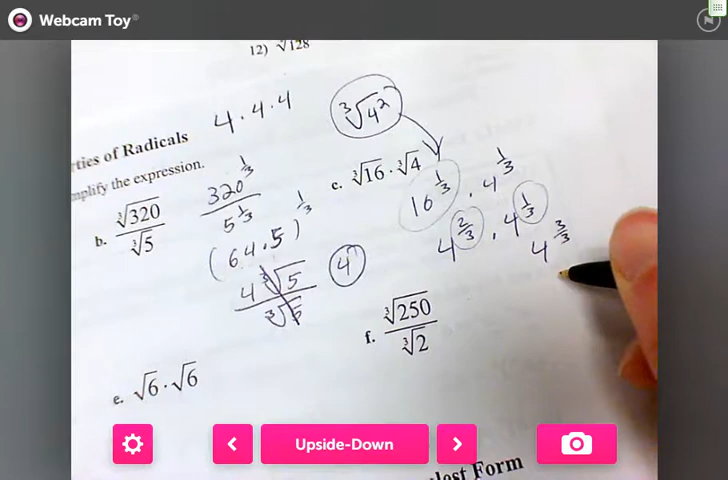 Webcam Toy
12) √128
4 · 4 · 4
∛4²
rties of Radicals
mplify the expression.
b. ∛320 / ∛5
320^(1/3) / 5^(1/3)
(64 · 5)^(1/3)
4∛5 / ∛5
4
c. ∛16 · ∛4
16^(1/3) · 4^(1/3)
4^(2/3) · 4^(1/3)
4^(3/3)
e. √6 · √6
f. ∛250 / ∛2
Upside-Down
lest Form